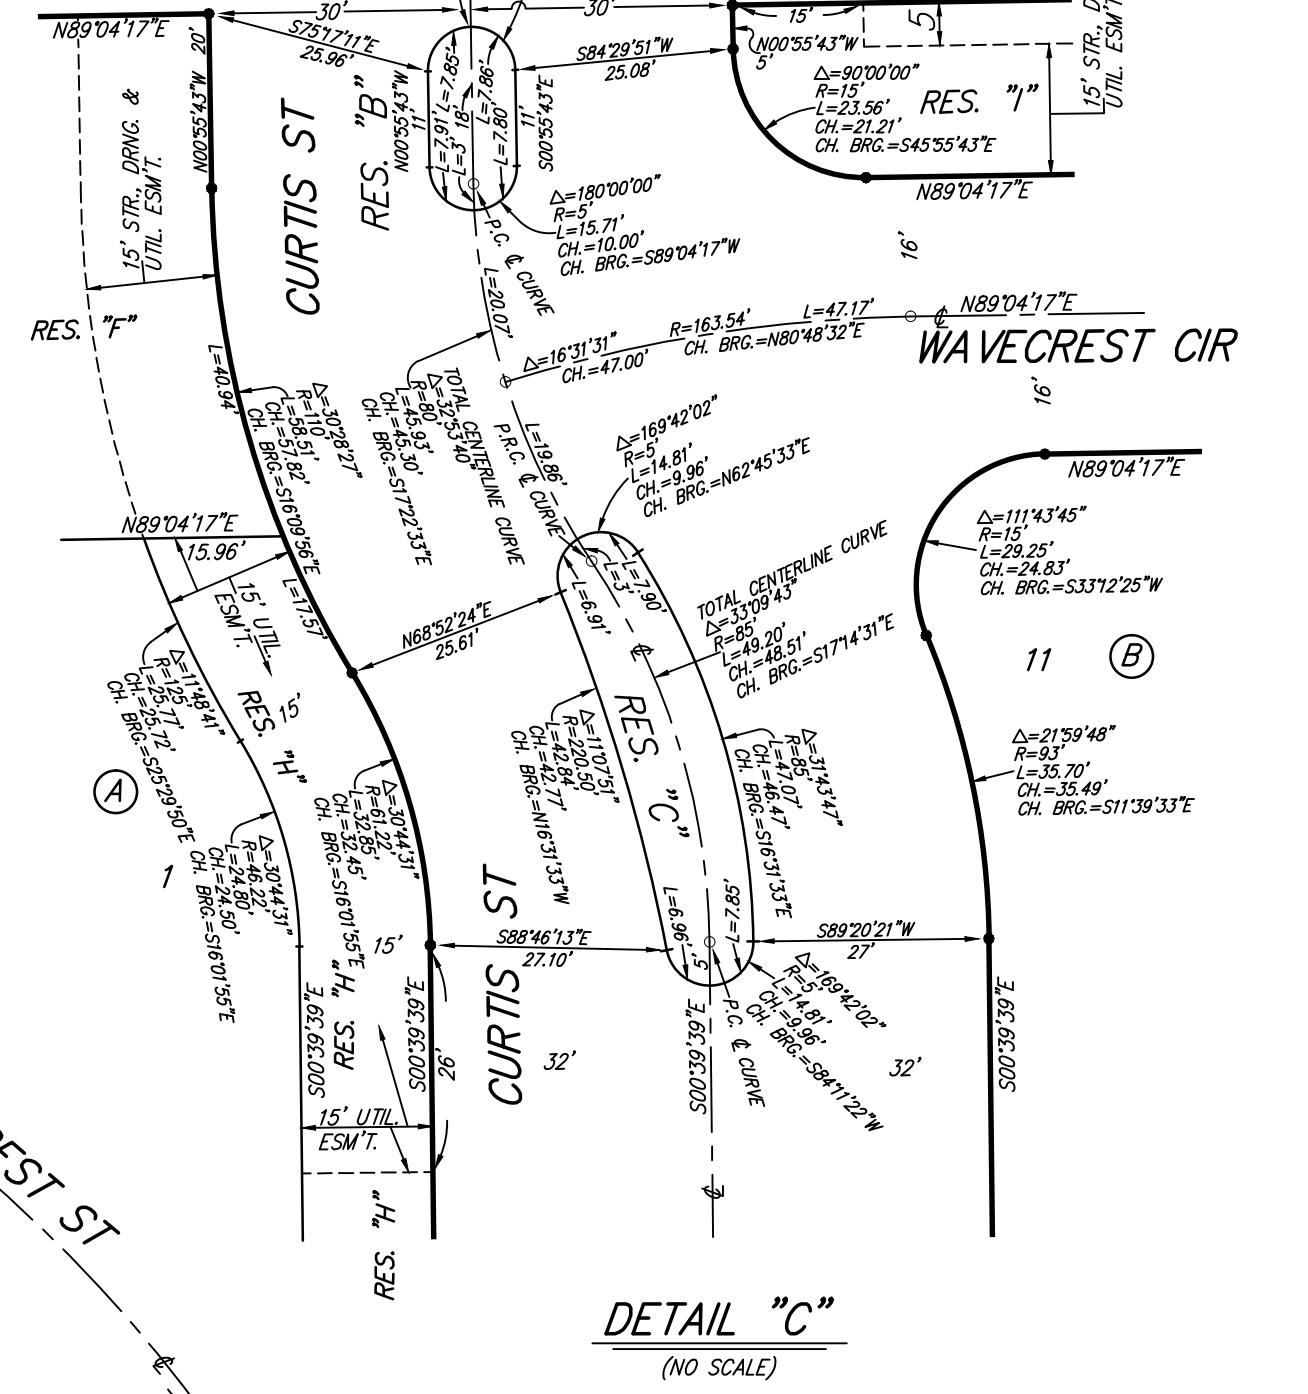 N89°04'17"E
30'
30'
15'
S75°17'11"E
25.96'
20'
N00°55'43"W
S84°29'51"W
25.08'
N00°55'43"W
5'
5'
15' STR., D
UTIL. ESM'T
RES. "I"
△=90°00'00"
R=15'
L=23.56'
CH.=21.21'
CH. BRG.=S45°55'43"E
N89°04'17"E
15' STR., DRNG. &
UTIL. ESM'T.
CURTIS ST
RES. "B"
N00°55'43"W
11'
L=7.85'
L=7.86'
L=7.91'
L=3'
18'
L=7.80'
11'
S00°55'43"E
△=180°00'00"
R=5'
L=15.71'
CH.=10.00'
CH. BRG.=S89°04'17"W
P.C. ℄ CURVE
16'
RES. "F"
L=40.94'
L=20.07'
△=16°31'31"
CH.=47.00'
R=163.54'
L=47.17'
CH. BRG.=N80°48'32"E
℄
N89°04'17"E
WAVECREST CIR
16'
△=30°28'27"
R=110'
L=58.51'
CH.=57.82'
CH. BRG.=S16°09'56"E
TOTAL CENTERLINE CURVE
△=32°53'40"
R=80'
L=45.93'
CH.=45.30'
CH. BRG.=S17°22'33"E
L=19.86'
P.R.C. ℄ CURVE
△=169°42'02"
R=5'
L=14.81'
CH.=9.96'
CH. BRG.=N62°45'33"E
N89°04'17"E
N89°04'17"E
15.96'
△=111°43'45"
R=15'
L=29.25'
CH.=24.83'
CH. BRG.=S33°12'25"W
L=17.57'
15' UTIL.
ESM'T.
N68°52'24"E
25.61'
L=6.91'
L=3'
L=7.90'
℄
TOTAL CENTERLINE CURVE
△=33°09'43"
R=85'
L=49.20'
CH.=48.51'
CH. BRG.=S17°14'31"E
11
B
△=11°48'41"
R=125'
L=25.77'
CH.=25.72'
CH. BRG.=S25°29'50"E
RES. "H"
15'
RES. "C"
△=11°07'51"
R=220.50'
L=42.84'
CH.=42.77'
CH. BRG.=N16°31'33"W
△=31°43'47"
R=85'
L=47.07'
CH.=46.47'
CH. BRG.=S16°31'33"E
△=21°59'48"
R=93'
L=35.70'
CH.=35.49'
CH. BRG.=S11°39'33"E
A
1
△=30°44'31"
R=46.22'
L=24.80'
CH.=24.50'
CH. BRG.=S16°01'55"E
△=30°44'31"
R=61.22'
L=32.85'
CH.=32.45'
CH. BRG.=S16°01'55"E
15'
CURTIS ST
S88°46'13"E
27.10'
L=6.96'
5'
L=7.85'
S89°20'21"W
27'
△=169°42'02"
R=5'
L=14.81'
CH.=9.96'
CH. BRG.=S84°11'22"W
P.C. ℄ CURVE
S00°39'39"E
RES. "H"
S00°39'39"E
26'
32'
S00°39'39"E
32'
S00°39'39"E
15' UTIL.
ESM'T.
RES. "H"
℄
EST ST
℄
DETAIL "C"
(NO SCALE)